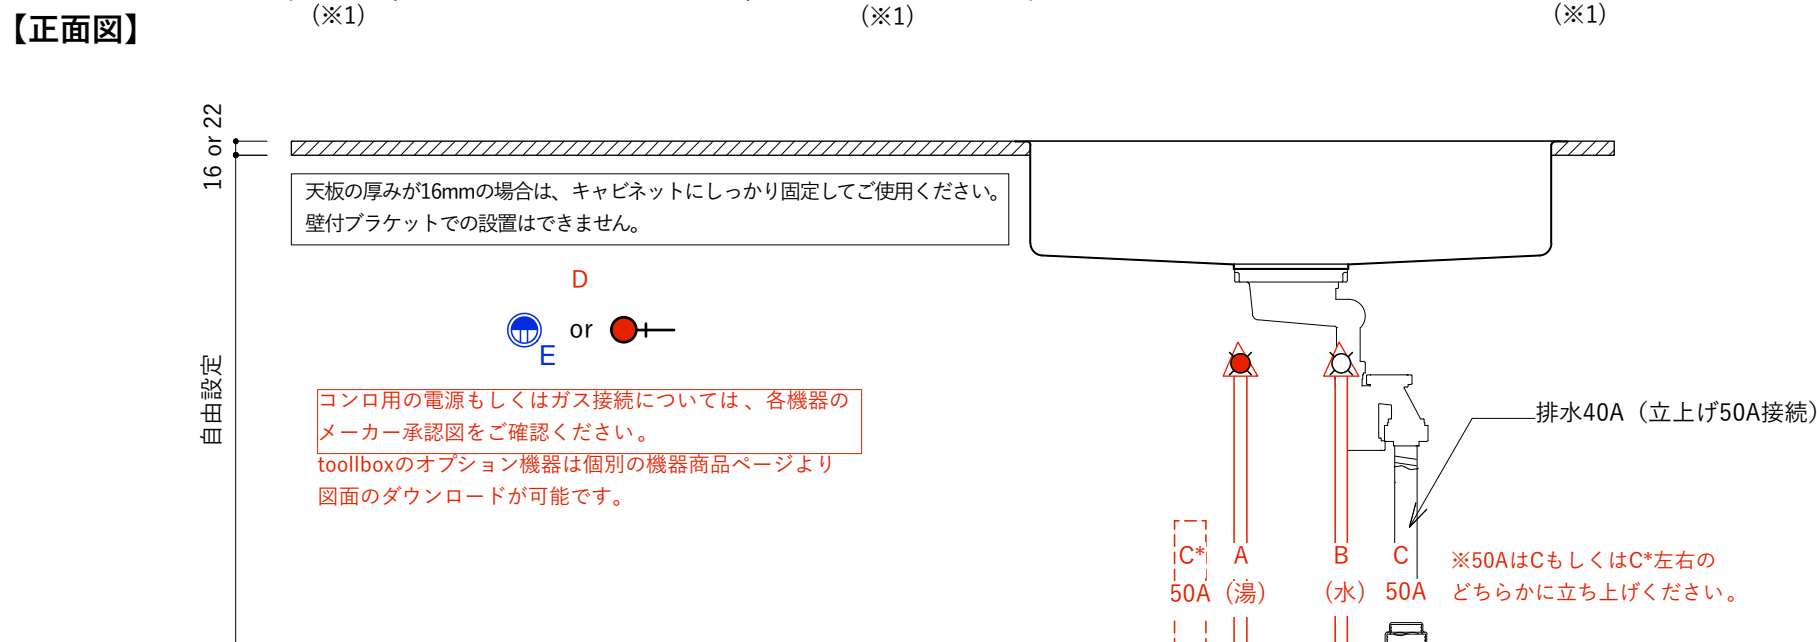 (※1)
(※1)
(※1)
【正面図】
16 or 22
天板の厚みが16mmの場合は、キャビネットにしっかり固定してご使用ください。
壁付ブラケットでの設置はできません。
D
or
E
自由設定
コンロ用の電源もしくはガス接続については、各機器の
メーカー承認図をご確認ください。
toollboxのオプション機器は個別の機器商品ページより
図面のダウンロードが可能です。
排水40A（立上げ50A接続）
C* A B C
50A （湯） （水） 50A
※50AはCもしくはC*左右の
どちらかに立ち上げください。